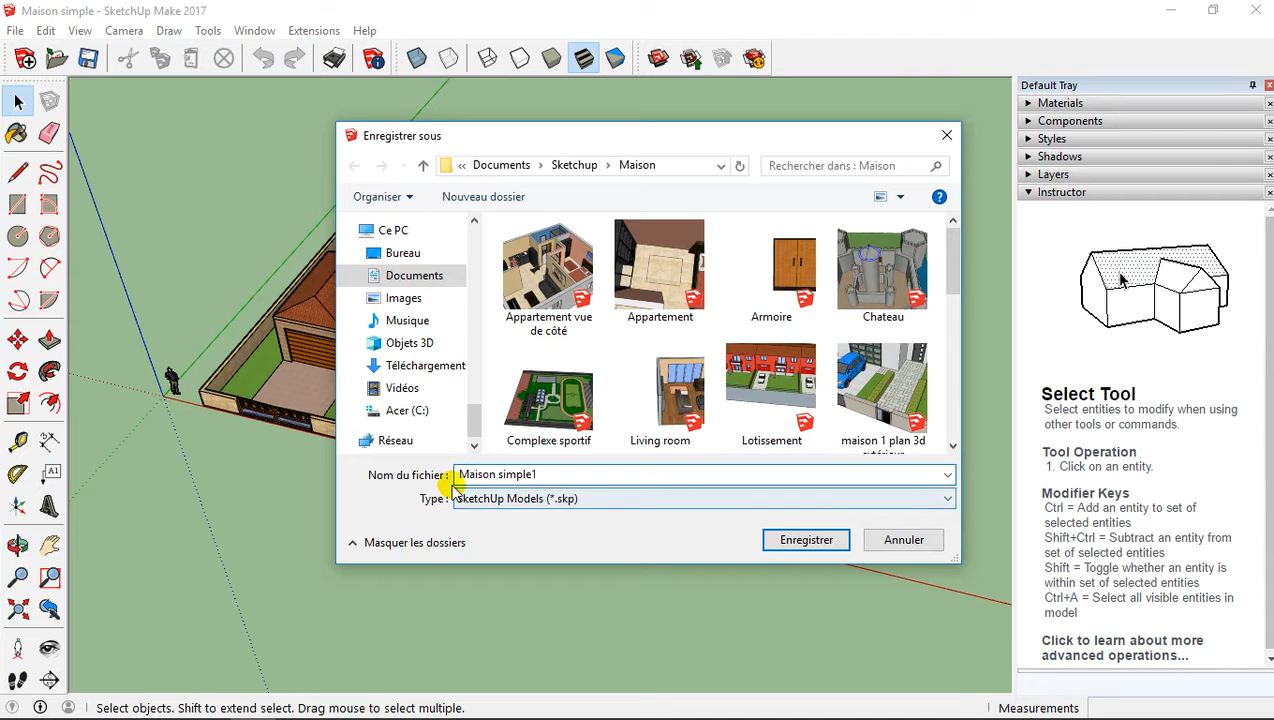 Maison simple - SketchUp Make 2017
File Edit View Camera Draw Tools Window Extensions Help
Default Tray
Materials
Components
Styles
Shadows
Layers
Instructor
Enregistrer sous
« Documents > Sketchup > Maison
Rechercher dans : Maison
Organiser Nouveau dossier
Ce PC
Bureau
Documents
Images
Musique
Objets 3D
Téléchargement
Vidéos
Acer (C:)
Réseau
Appartement vue
de côté
Appartement
Armoire
Chateau
Complexe sportif
Living room
Lotissement
maison 1 plan 3d
Nom du fichier : Maison simple1
Type : SketchUp Models (*.skp)
Masquer les dossiers
Enregistrer Annuler
A1
Select Tool
Select entities to modify when using
other tools or commands.
Tool Operation
1. Click on an entity.
Modifier Keys
Ctrl = Add an entity to set of
selected entities
Shift+Ctrl = Subtract an entity from
set of selected entities
Shift = Toggle whether an entity is
within set of selected entities
Ctrl+A = Select all visible entities in
model
Click to learn about more
advanced operations...
Select objects. Shift to extend select. Drag mouse to select multiple.
Measurements